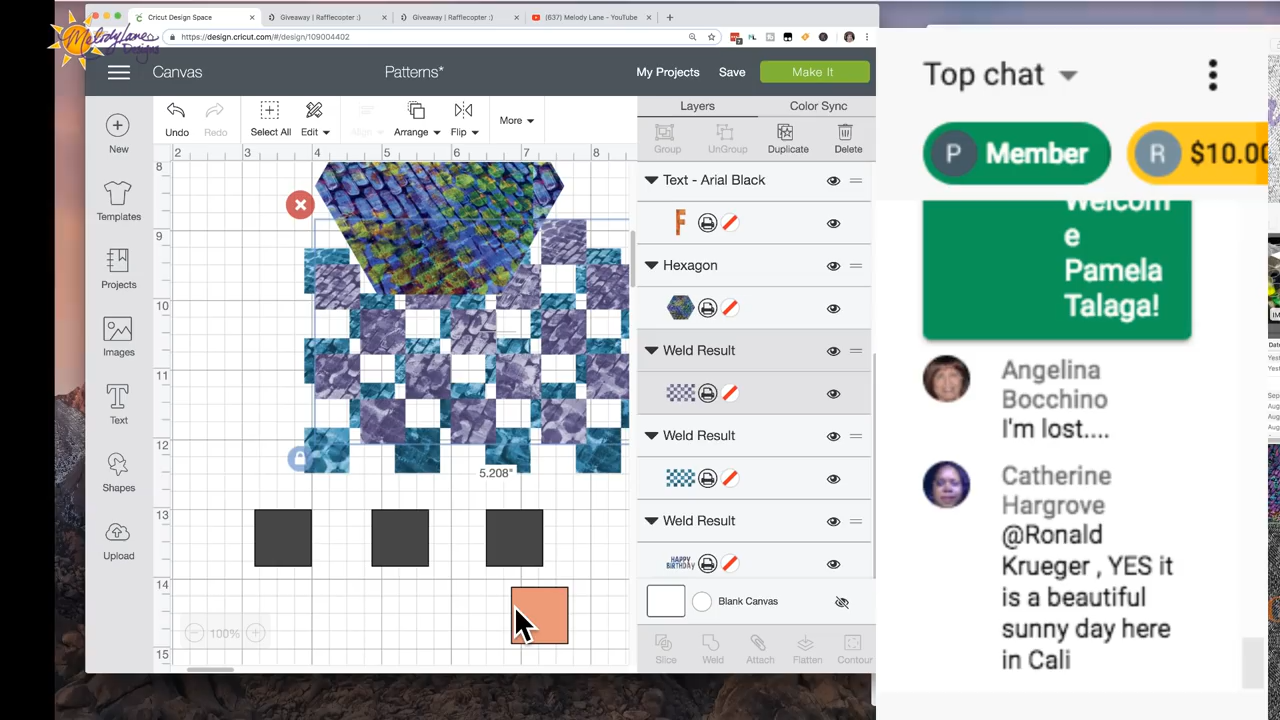 MelodyLane Designs
Cricut Design Space
Giveaway | Rafflecopter :)
Giveaway | Rafflecopter :)
(637) Melody Lane - YouTube
https://design.cricut.com/#/design/109004402
Canvas
Patterns*
My Projects
Save
Make It
Undo
Redo
Select All
Edit
Align
Arrange
Flip
More
Layers
Color Sync
Group
UnGroup
Duplicate
Delete
New
Templates
Projects
Images
Text
Shapes
Upload
2 3 4 5 6 7 8
8
9
10
11
12
13
14
15
5.208"
100%
Text - Arial Black
F
Hexagon
Weld Result
Weld Result
Weld Result
HAPPY
BIRTHDAY
Blank Canvas
Slice
Weld
Attach
Flatten
Contour
Top chat
P Member
R $10.00
Welcom
e
Pamela
Talaga!
Angelina
Bocchino
I'm lost....
Catherine
Hargrove
@Ronald
Krueger , YES it
is a beautiful
sunny day here
in Cali